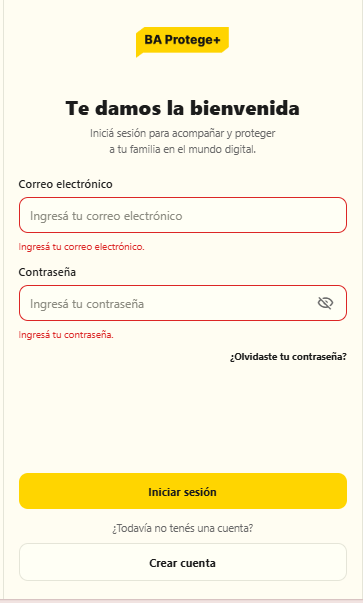 BA Protege+
Te damos la bienvenida
Iniciá sesión para acompañar y proteger
a tu familia en el mundo digital.
Correo electrónico
Ingresá tu correo electrónico
Ingresá tu correo electrónico.
Contraseña
Ingresá tu contraseña
Ingresá tu contraseña.
¿Olvidaste tu contraseña?
Iniciar sesión
¿Todavía no tenés una cuenta?
Crear cuenta